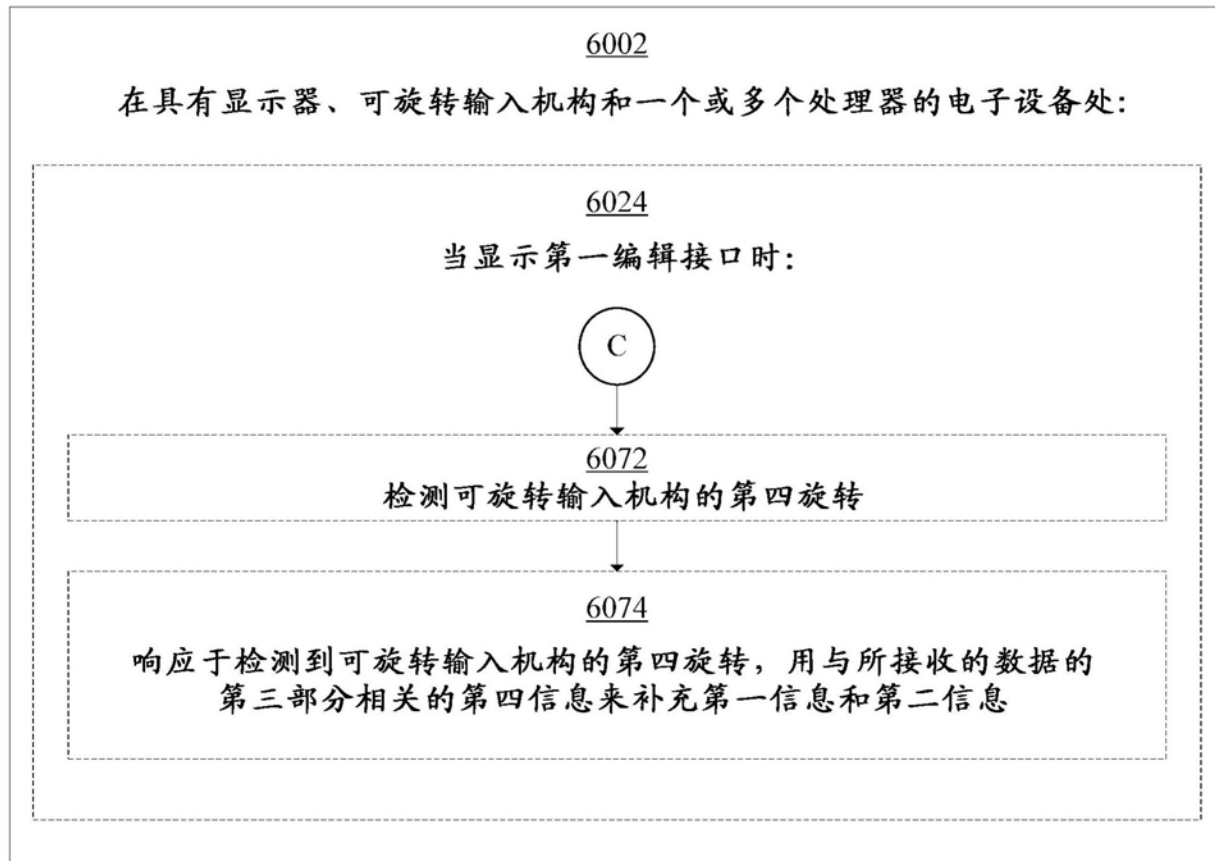 6002
在具有显示器、可旋转输入机构和一个或多个处理器的电子设备处:
6024
当显示第一编辑接口时:
C
6072
检测可旋转输入机构的第四旋转
6074
响应于检测到可旋转输入机构的第四旋转，用与所接收的数据的
第三部分相关的第四信息来补充第一信息和第二信息